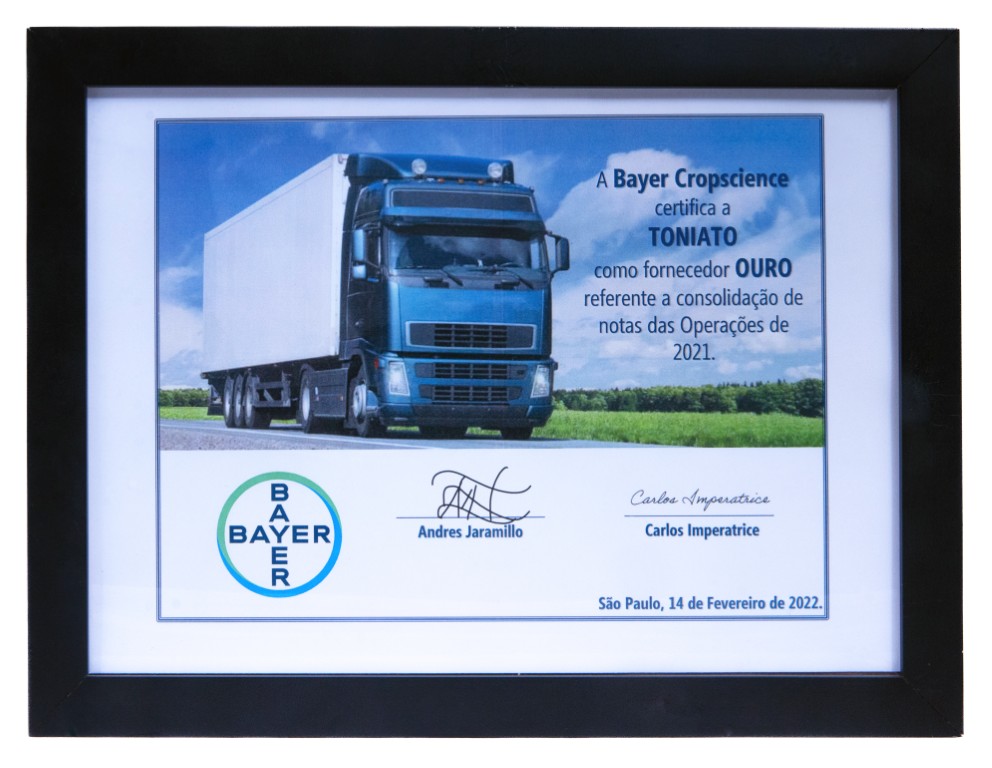 A Bayer Cropscience
certifica a
TONIATO
como fornecedor OURO
referente a consolidação de
notas das Operações de
2021.
BAYER
BAYER
Andres Jaramillo
Carlos Imperatrice
Carlos Imperatrice
São Paulo, 14 de Fevereiro de 2022.